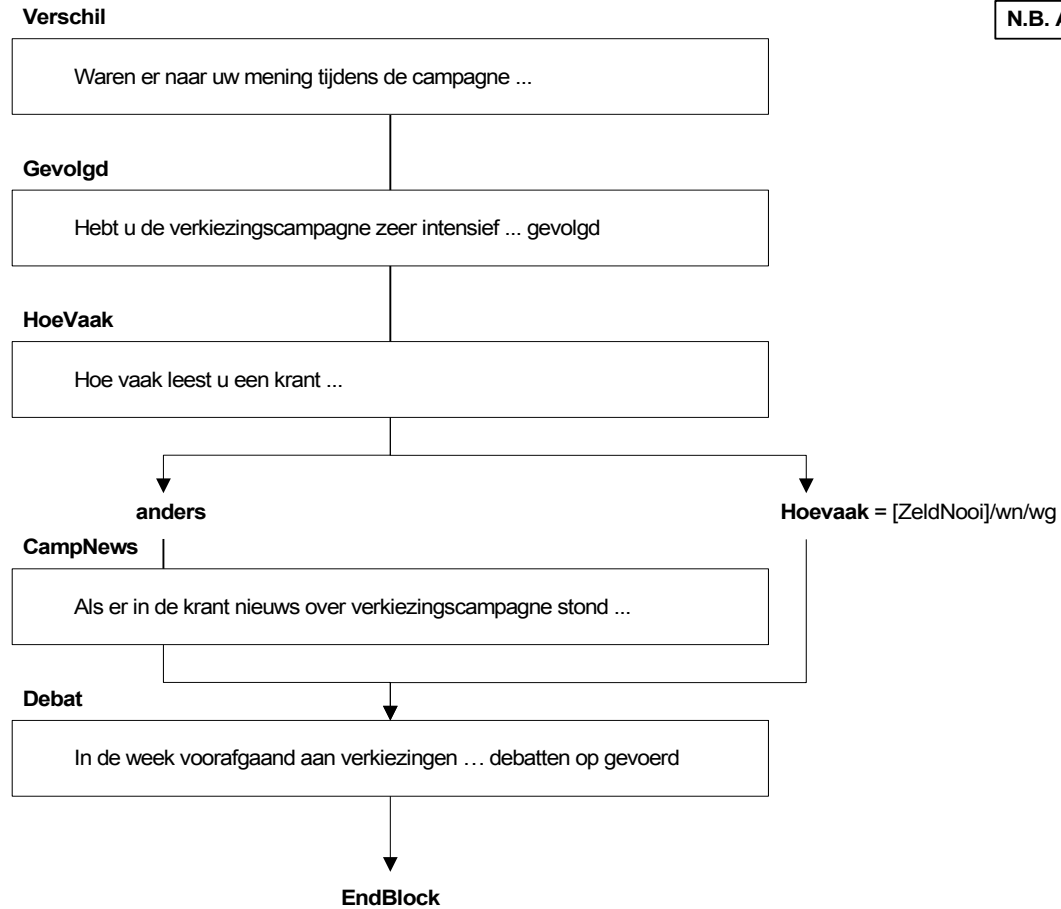 Verschil
N.B. A
Waren er naar uw mening tijdens de campagne ...
Gevolgd
Hebt u de verkiezingscampagne zeer intensief ... gevolgd
HoeVaak
Hoe vaak leest u een krant ...
anders
Hoevaak = [ZeldNooi]/wn/wg
CampNews
Als er in de krant nieuws over verkiezingscampagne stond ...
Debat
In de week voorafgaand aan verkiezingen … debatten op gevoerd
EndBlock